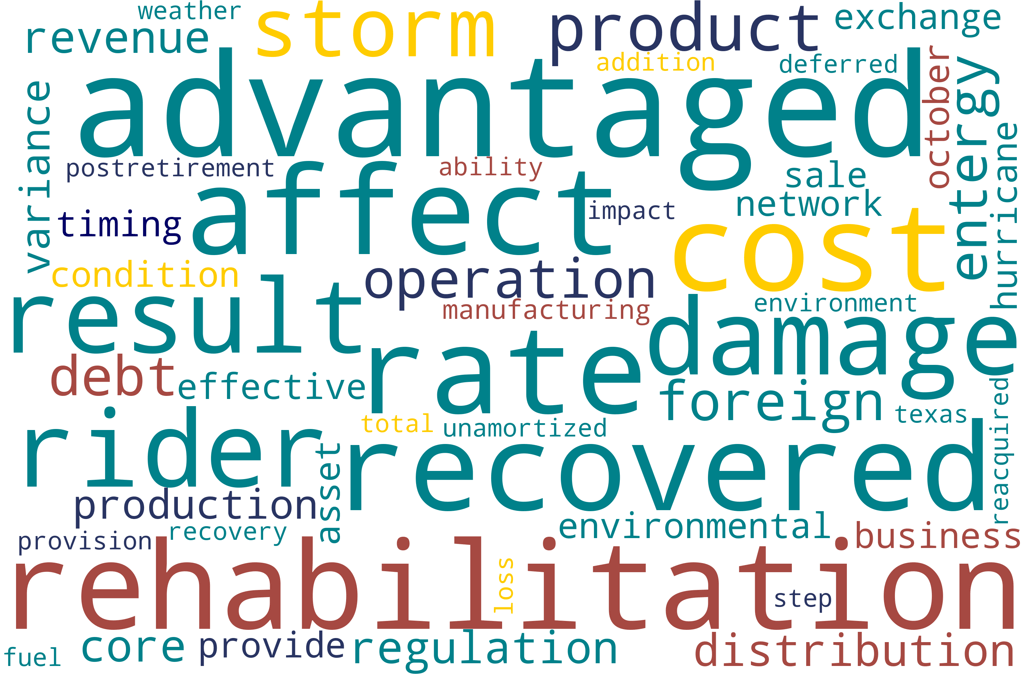 weather
revenue
storm
product
exchange
addition
deferred
advantaged
october
entergy
variance
postretirement
ability
affect
sale
hurricane
timing
impact
network
cost
condition
operation
result
manufacturing
environment
damage
rate
debt
effective
foreign
texas
reacquired
rider
total
unamortized
asset
recovered
production
provision
recovery
environmental
business
rehabilitation
loss
step
fuel
core
provide
regulation
distribution